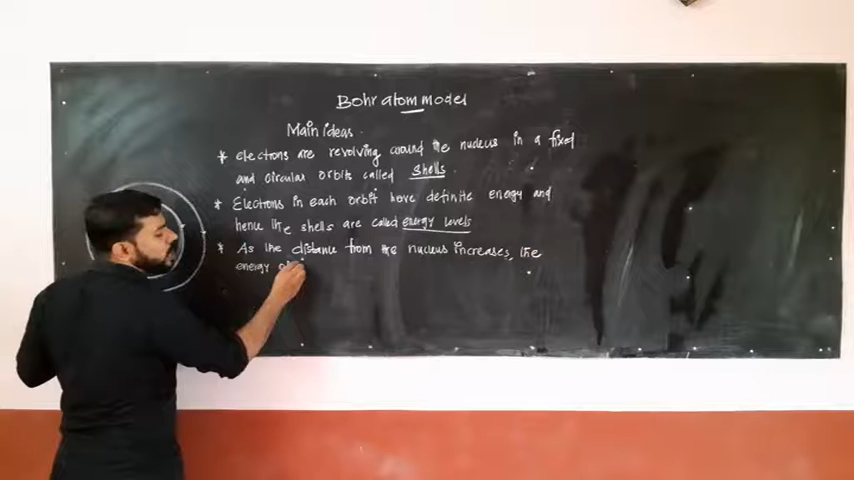 Bohr atom model
Main ideas
* Electrons are revolving around the nucleus in a fixed
and circular orbits called shells
* Electrons in each orbit have definite energy and
hence the shells are called energy levels
* As the distance from the nucleus increases, the
energy